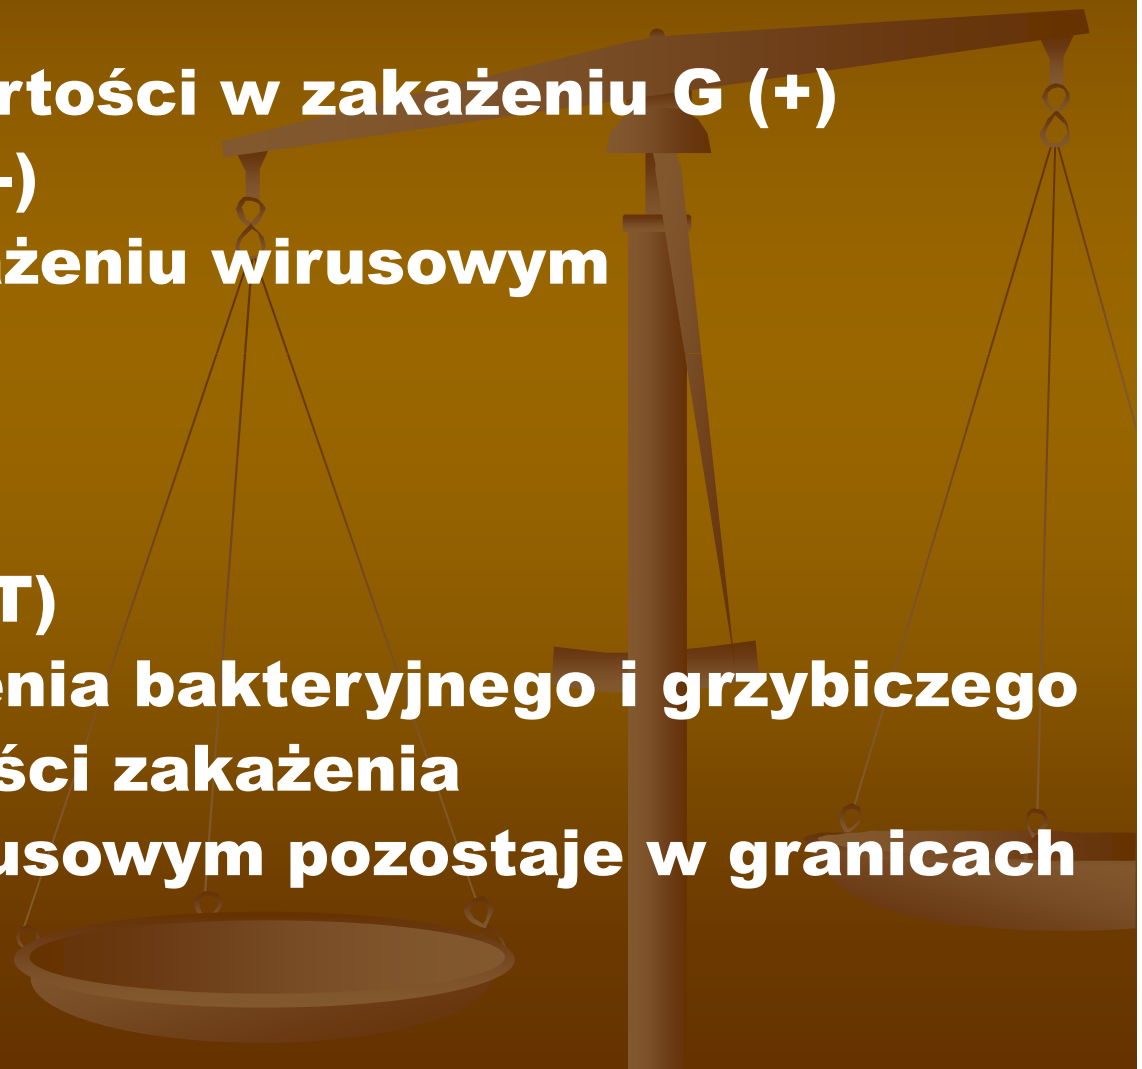 rtości w zakażeniu G (+)
-)
ażeniu wirusowym
T)
enia bakteryjnego i grzybiczego
ści zakażenia
usowym pozostaje w granicach